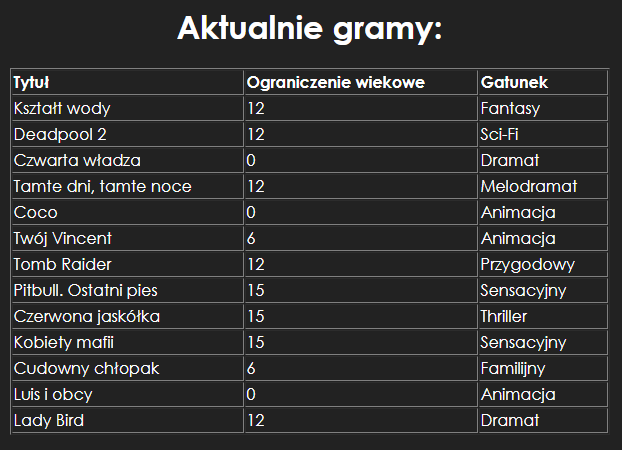 Aktualnie gramy:
Tytuł Ograniczenie wiekowe Gatunek
Kształt wody 12 Fantasy
Deadpool 2 12 Sci-Fi
Czwarta władza 0 Dramat
Tamte dni, tamte noce 12 Melodramat
Coco 0 Animacja
Twój Vincent 6 Animacja
Tomb Raider 12 Przygodowy
Pitbull. Ostatni pies 15 Sensacyjny
Czerwona jaskółka 15 Thriller
Kobiety mafii 15 Sensacyjny
Cudowny chłopak 6 Familijny
Luis i obcy 0 Animacja
Lady Bird 12 Dramat